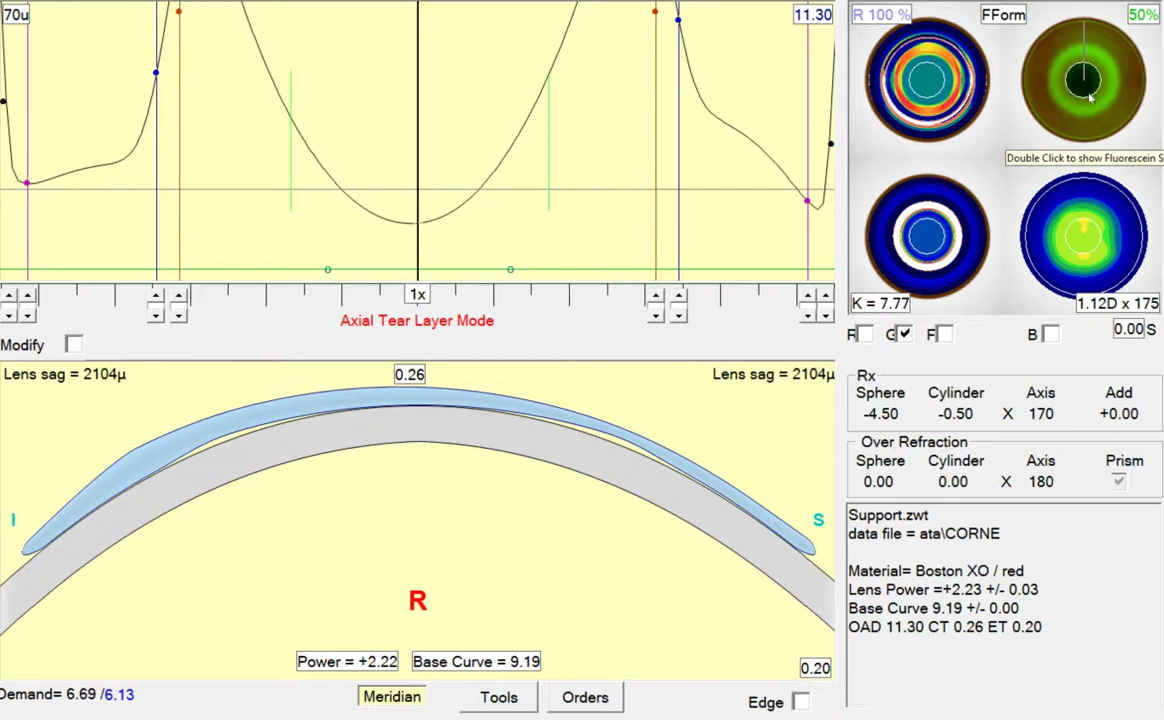 70u
11.30
R 100 %
FForm
50%
Double Click to show Fluorescein S
K = 7.77
1.12D x 175
1x
Axial Tear Layer Mode
R
G
F
B
0.00 S
Modify
Lens sag = 2104µ
0.26
Lens sag = 2104µ
Rx
Sphere Cylinder Axis Add
-4.50 -0.50 X 170 +0.00
Over Refraction
Sphere Cylinder Axis Prism
0.00 0.00 X 180
I
S
R
Support.zwt
data file = ata\CORNE
Material= Boston XO / red
Lens Power =+2.23 +/- 0.03
Base Curve 9.19 +/- 0.00
OAD 11.30 CT 0.26 ET 0.20
Power = +2.22
Base Curve = 9.19
0.20
Demand= 6.69 /6.13
Meridian
Tools
Orders
Edge